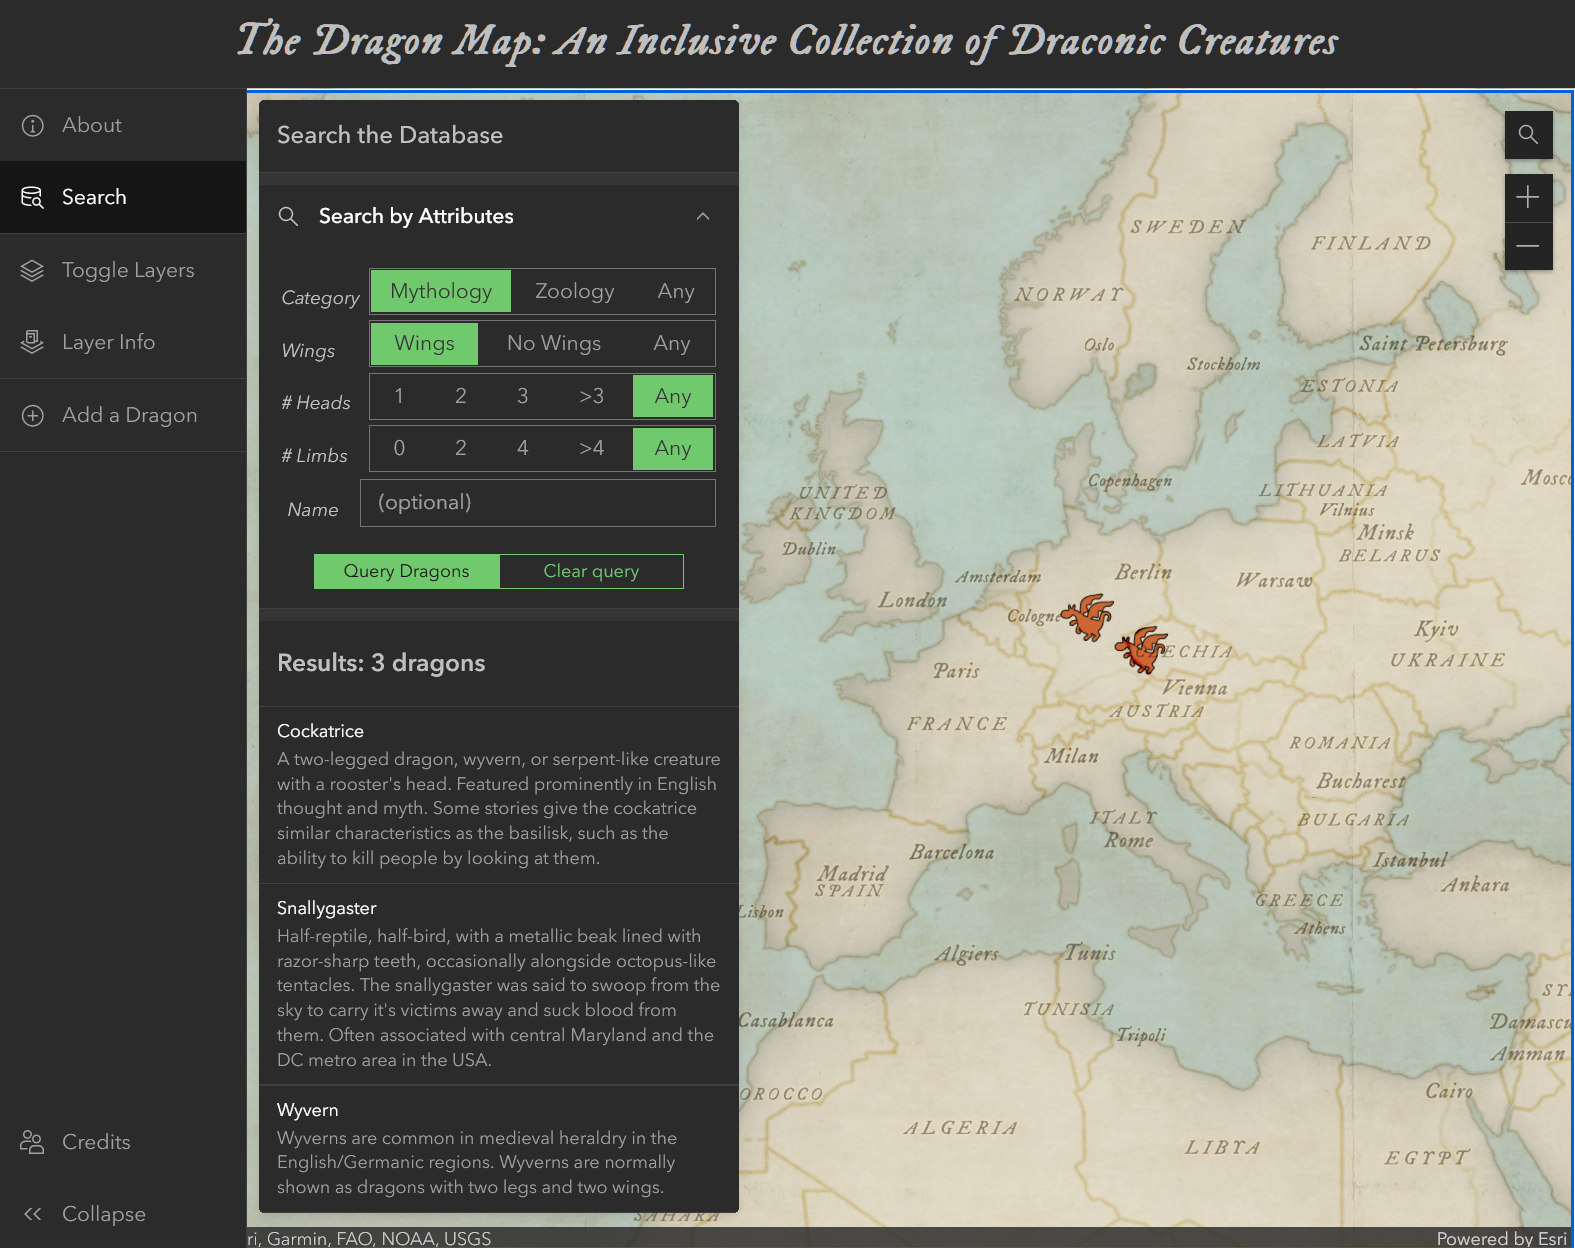 The Dragon Map: An Inclusive Collection of Draconic Creatures
About
Search
Toggle Layers
Layer Info
Add a Dragon
Credits
Collapse
Search the Database
Search by Attributes
Category Mythology Zoology Any
Wings Wings No Wings Any
# Heads 1 2 3 >3 Any
# Limbs 0 2 4 >4 Any
Name (optional)
Query Dragons Clear query
Results: 3 dragons
Cockatrice
A two-legged dragon, wyvern, or serpent-like creature
with a rooster's head. Featured prominently in English
thought and myth. Some stories give the cockatrice
similar characteristics as the basilisk, such as the
ability to kill people by looking at them.
Snallygaster
Half-reptile, half-bird, with a metallic beak lined with
razor-sharp teeth, occasionally alongside octopus-like
tentacles. The snallygaster was said to swoop from the
sky to carry it's victims away and suck blood from
them. Often associated with central Maryland and the
DC metro area in the USA.
Wyvern
Wyverns are common in medieval heraldry in the
English/Germanic regions. Wyverns are normally
shown as dragons with two legs and two wings.
SWEDEN
FINLAND
NORWAY
Oslo
Saint Petersburg
Stockholm
ESTONIA
LATVIA
Mosco
Copenhagen
LITHUANIA
UNITED
KINGDOM
Vilnius
Minsk
BELARUS
Dublin
Amsterdam
Berlin
Warsaw
London
Cologne
Kyiv
CZECHIA
UKRAINE
Paris
Vienna
AUSTRIA
FRANCE
ROMANIA
Milan
Bucharest
ITALY
BULGARIA
Rome
Barcelona
Istanbul
Madrid
SPAIN
Ankara
GREECE
Lisbon
Athens
Algiers
Tunis
SY
TUNISIA
Casablanca
Damascu
Tripoli
Amman
OROCCO
Cairo
ALGERIA
LIBYA
EGYPT
SAHARA
ri, Garmin, FAO, NOAA, USGS
Powered by Esri